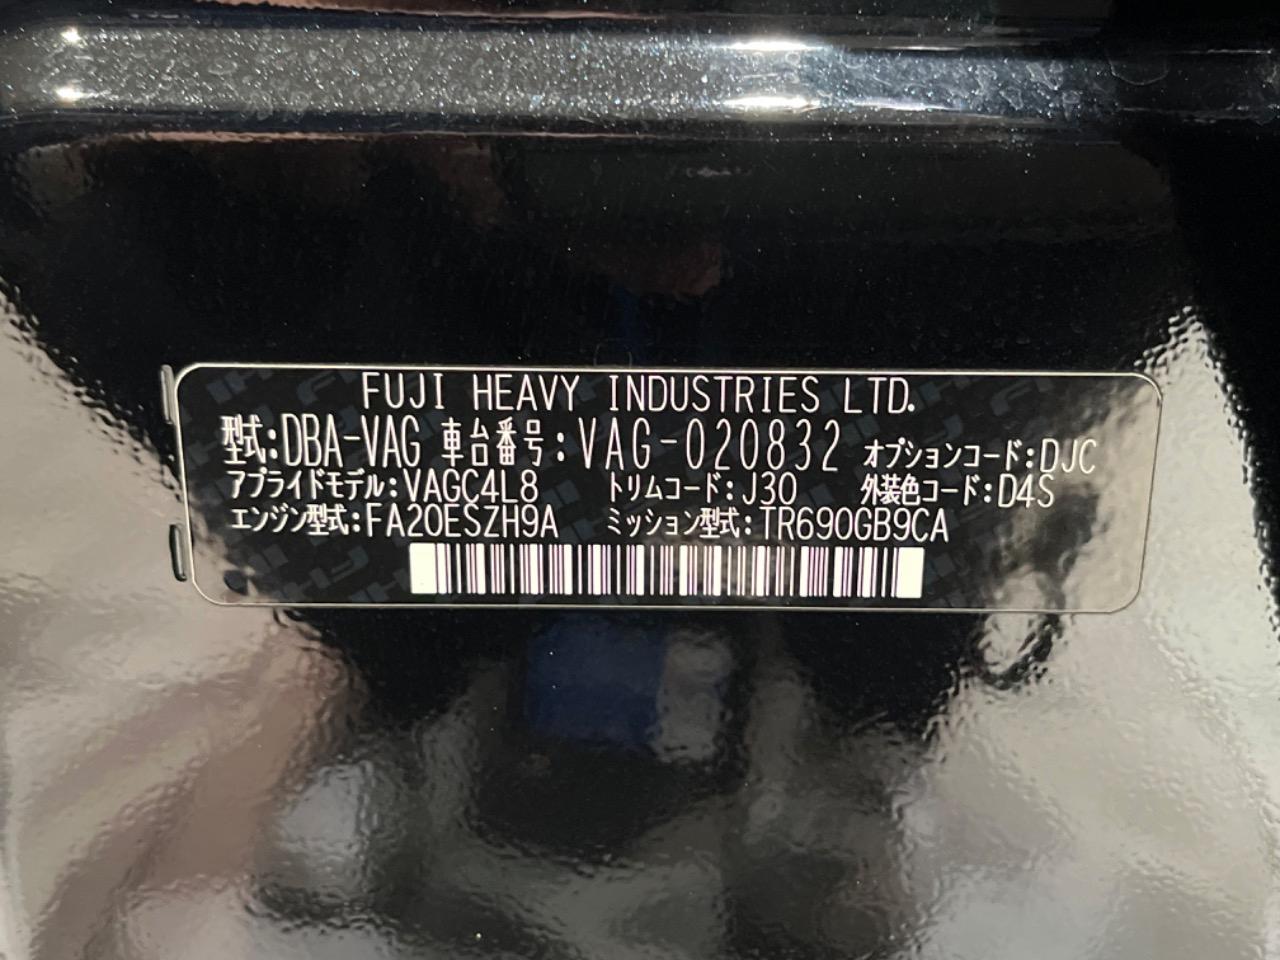 FUJI HEAVY INDUSTRIES LTD.
型式:DBA-VAG 車台番号:VAG-020832 オプションコード:DJC
アプライドモデル:VAGC4L8 トリムコード:J30 外装色コード:D4S
エンジン型式:FA20ESZH9A ミッション型式:TR690GB9CA